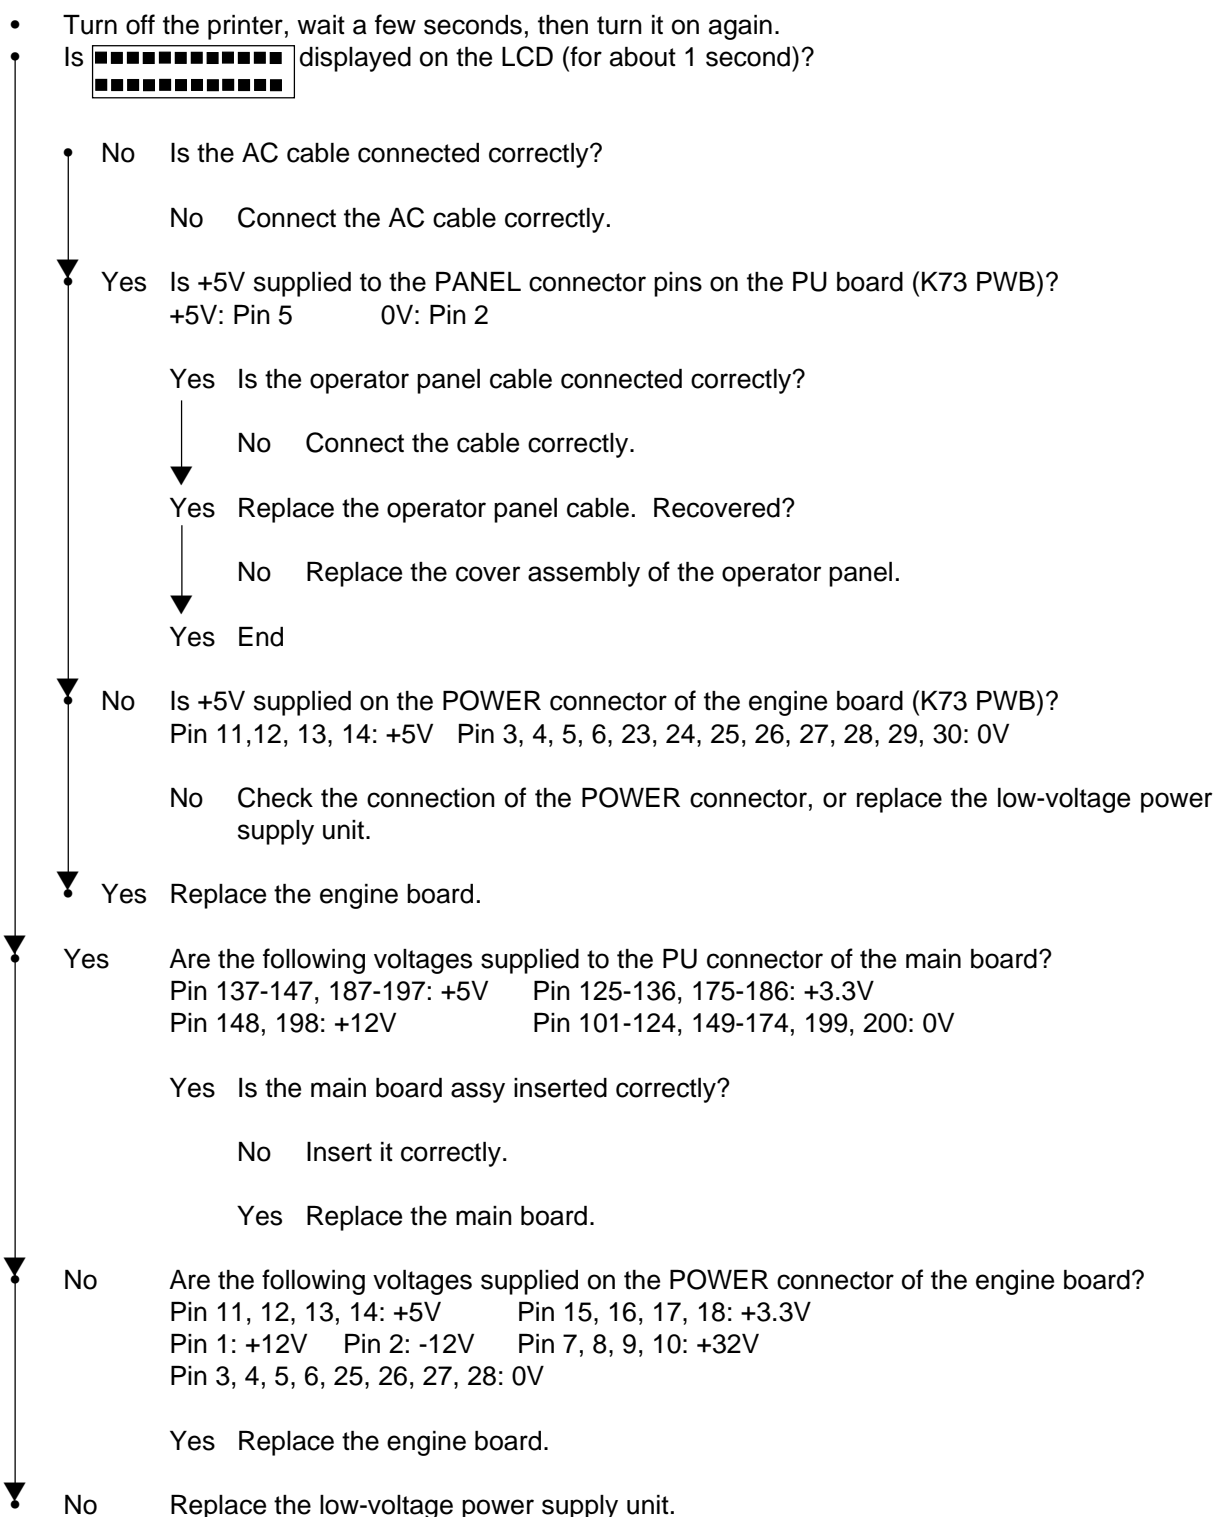 • Turn off the printer, wait a few seconds, then turn it on again.
• Is ■■■■■■■■■■■■ displayed on the LCD (for about 1 second)?
■■■■■■■■■■■■
• No Is the AC cable connected correctly?
No Connect the AC cable correctly.
• Yes Is +5V supplied to the PANEL connector pins on the PU board (K73 PWB)?
+5V: Pin 5 0V: Pin 2
Yes Is the operator panel cable connected correctly?
No Connect the cable correctly.
Yes Replace the operator panel cable. Recovered?
No Replace the cover assembly of the operator panel.
Yes End
• No Is +5V supplied on the POWER connector of the engine board (K73 PWB)?
Pin 11,12, 13, 14: +5V Pin 3, 4, 5, 6, 23, 24, 25, 26, 27, 28, 29, 30: 0V
No Check the connection of the POWER connector, or replace the low-voltage power
supply unit.
• Yes Replace the engine board.
• Yes Are the following voltages supplied to the PU connector of the main board?
Pin 137-147, 187-197: +5V Pin 125-136, 175-186: +3.3V
Pin 148, 198: +12V Pin 101-124, 149-174, 199, 200: 0V
Yes Is the main board assy inserted correctly?
No Insert it correctly.
Yes Replace the main board.
• No Are the following voltages supplied on the POWER connector of the engine board?
Pin 11, 12, 13, 14: +5V Pin 15, 16, 17, 18: +3.3V
Pin 1: +12V Pin 2: -12V Pin 7, 8, 9, 10: +32V
Pin 3, 4, 5, 6, 25, 26, 27, 28: 0V
Yes Replace the engine board.
• No Replace the low-voltage power supply unit.